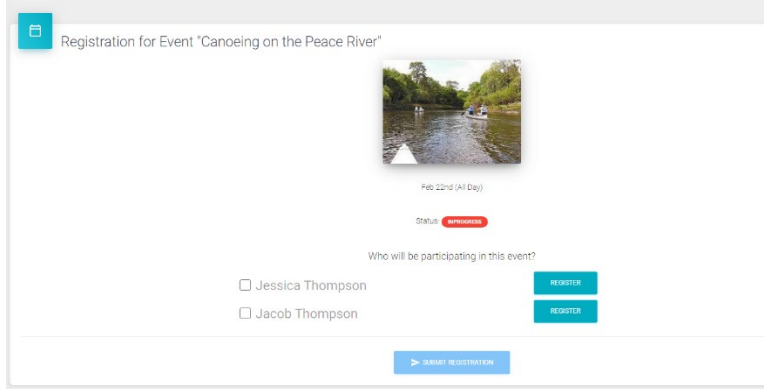 Registration for Event "Canoeing on the Peace River"
Feb 22nd (All Day)
Status: INPROGRESS
Who will be participating in this event?
Jessica Thompson REGISTER
Jacob Thompson REGISTER
SUBMIT REGISTRATION